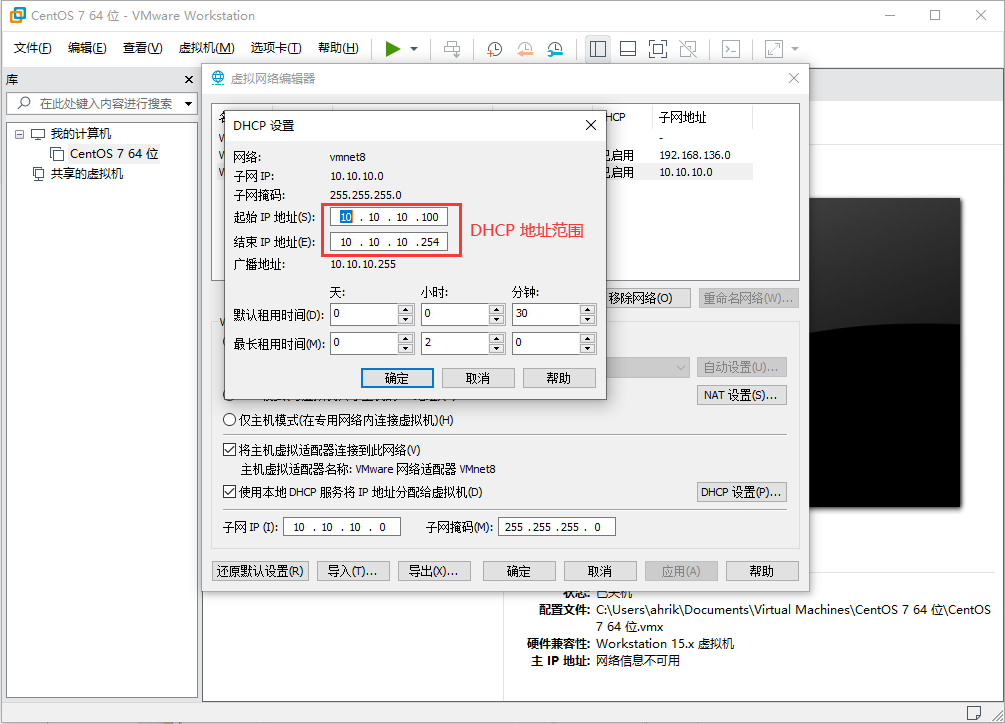 CentOS 7 64 位 - VMware Workstation
文件(F) 编辑(E) 查看(V) 虚拟机(M) 选项卡(T) 帮助(H)
库
在此处键入内容进行搜索
我的计算机
CentOS 7 64 位
共享的虚拟机
虚拟网络编辑器
DHCP 子网地址
-
已启用 192.168.136.0
已启用 10.10.10.0
DHCP 设置
网络: vmnet8
子网 IP: 10.10.10.0
子网掩码: 255.255.255.0
起始 IP 地址(S): 10 . 10 . 10 .100
结束 IP 地址(E): 10 . 10 . 10 .254
DHCP 地址范围
广播地址: 10.10.10.255
天: 小时: 分钟:
默认租用时间(D): 0 0 30
最长租用时间(M): 0 2 0
确定 取消 帮助
移除网络(O) 重命名网络(W)...
自动设置(U)...
NAT 设置(S)...
仅主机模式(在专用网络内连接虚拟机)(H)
将主机虚拟适配器连接到此网络(V)
主机虚拟适配器名称: VMware 网络适配器 VMnet8
使用本地 DHCP 服务将 IP 地址分配给虚拟机(D)
DHCP 设置(P)...
子网 IP (I): 10 . 10 . 10 . 0 子网掩码(M): 255 .255 .255 . 0
还原默认设置(R) 导入(T)... 导出(X)... 确定 取消 应用(A) 帮助
状态: 已关机
配置文件: C:\Users\ahrik\Documents\Virtual Machines\CentOS 7 64 位\CentOS
7 64 位.vmx
硬件兼容性: Workstation 15.x 虚拟机
主 IP 地址: 网络信息不可用